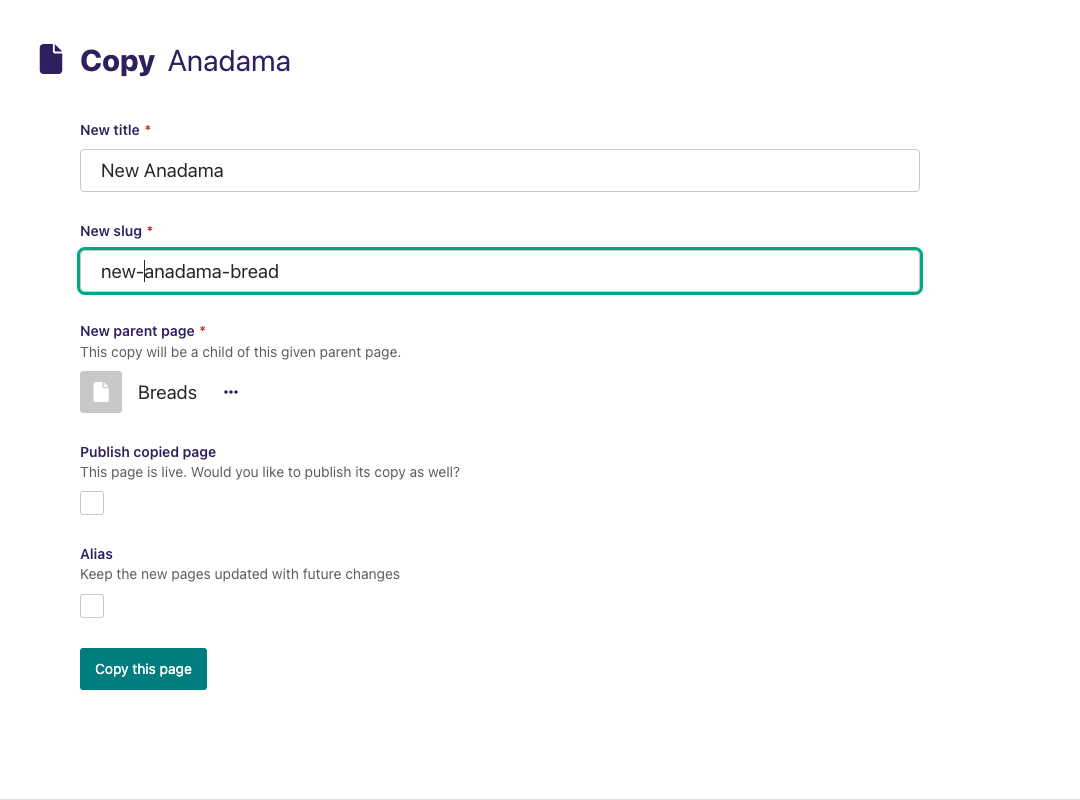 Copy Anadama
New title *
New Anadama
New slug *
new-anadama-bread
New parent page *
This copy will be a child of this given parent page.
Breads •••
Publish copied page
This page is live. Would you like to publish its copy as well?
Alias
Keep the new pages updated with future changes
Copy this page